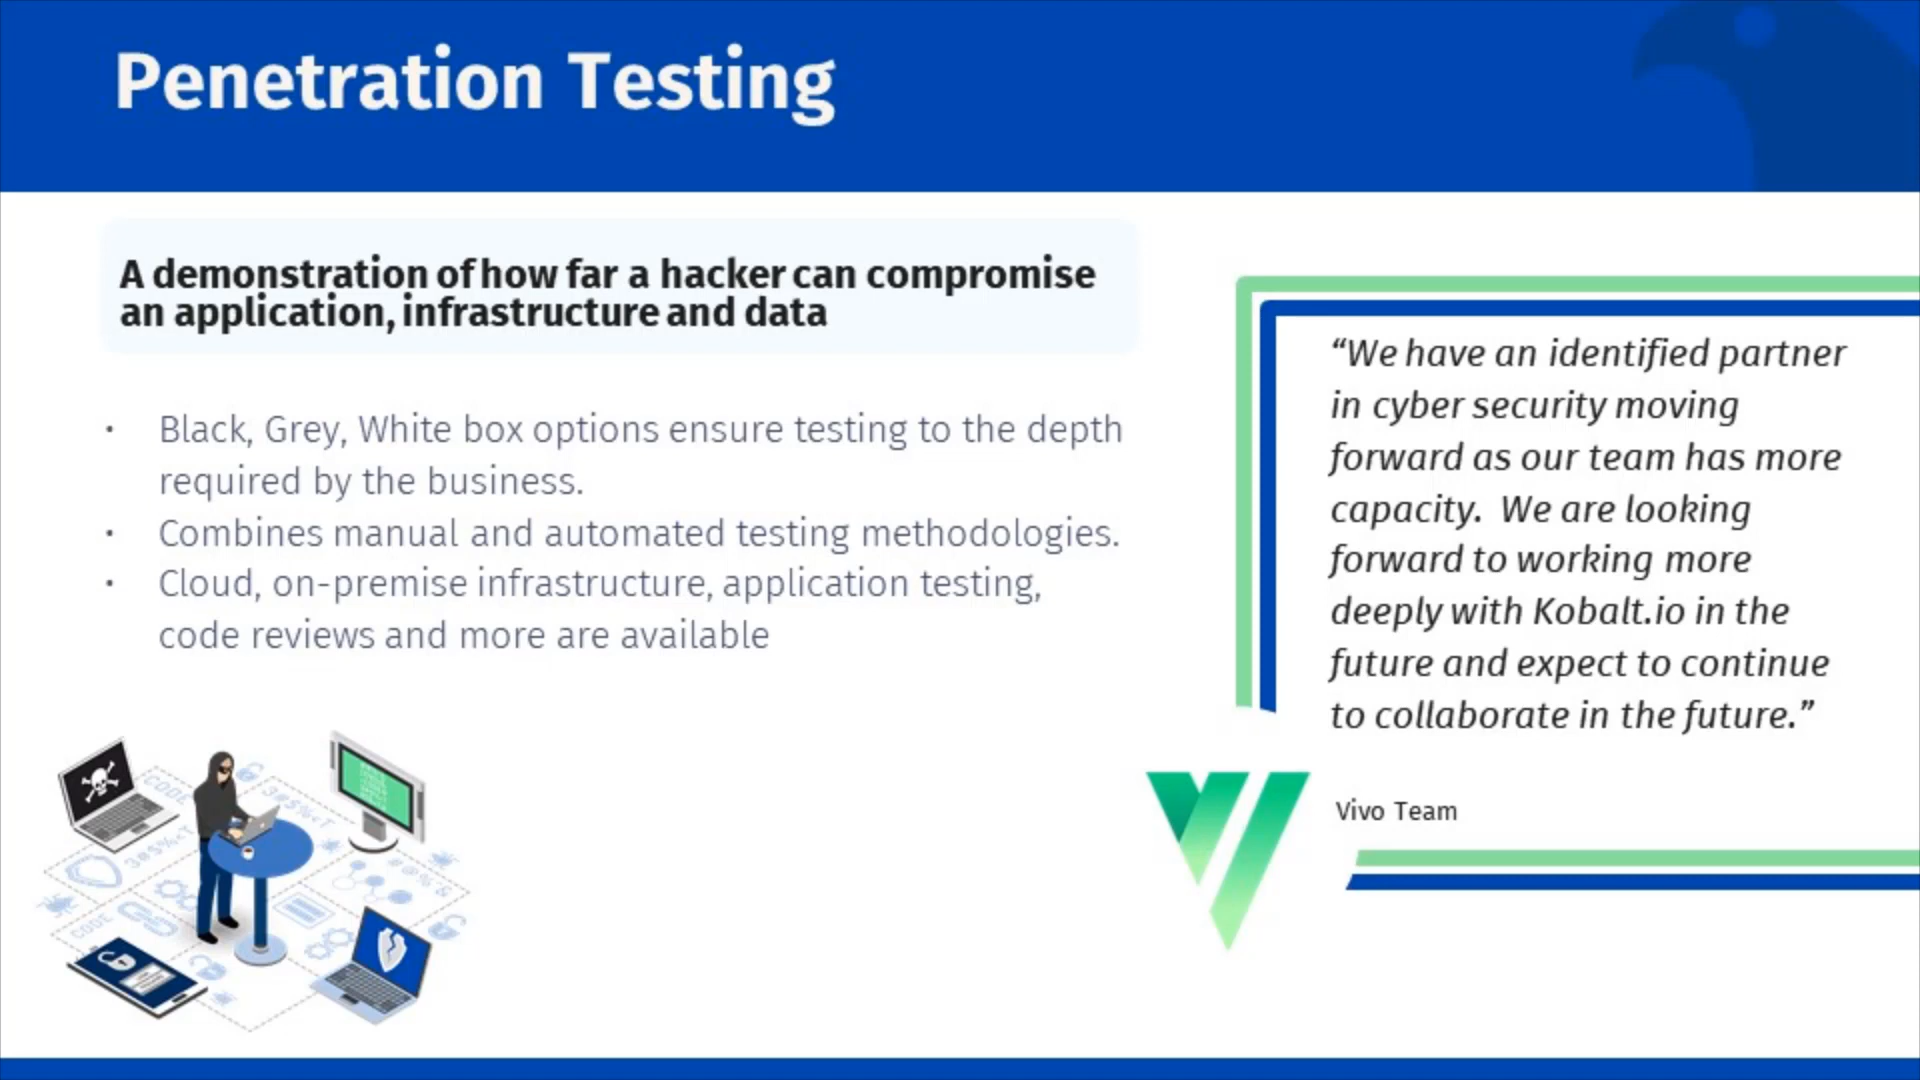 Penetration Testing
A demonstration of how far a hacker can compromise
an application, infrastructure and data
• Black, Grey, White box options ensure testing to the depth
required by the business.
• Combines manual and automated testing methodologies.
• Cloud, on-premise infrastructure, application testing,
code reviews and more are available
“We have an identified partner
in cyber security moving
forward as our team has more
capacity.  We are looking
forward to working more
deeply with Kobalt.io in the
future and expect to continue
to collaborate in the future.”
Vivo Team
CODE
3#$%<T
3#$%<T
#@% &
CODE